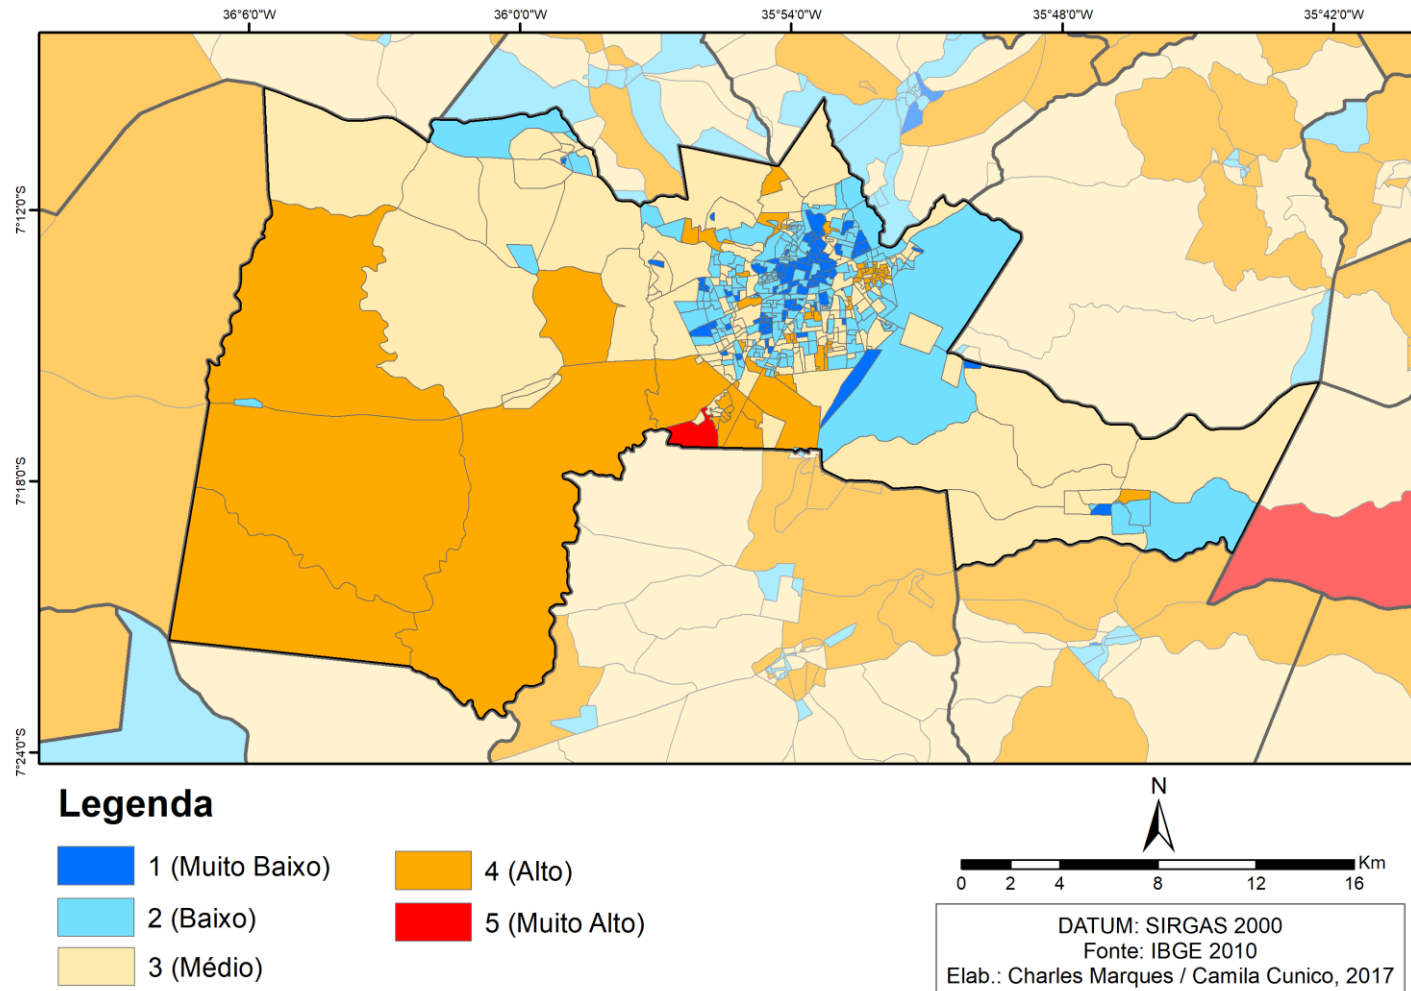 36°6'0"W 36°0'0"W 35°54'0"W 35°48'0"W 35°42'0"W
7°12'0"S
7°18'0"S
7°24'0"S
Legenda
1 (Muito Baixo)
2 (Baixo)
3 (Médio)
4 (Alto)
5 (Muito Alto)
N
Km
0 2 4 8 12 16
DATUM: SIRGAS 2000
Fonte: IBGE 2010
Elab.: Charles Marques / Camila Cunico, 2017